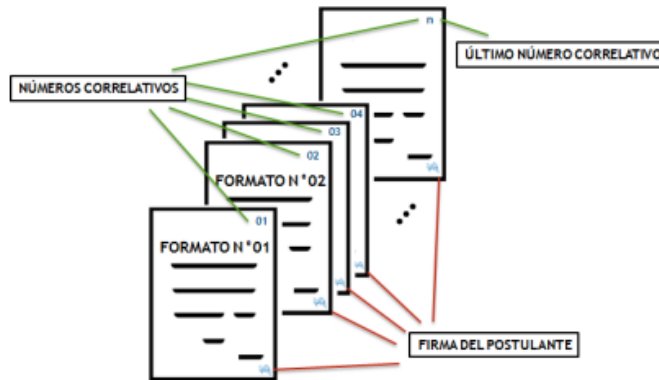 n
ÚLTIMO NÚMERO CORRELATIVO
NÚMEROS CORRELATIVOS
04
03
02
FORMATO N°02
01
FORMATO N°01
FIRMA DEL POSTULANTE